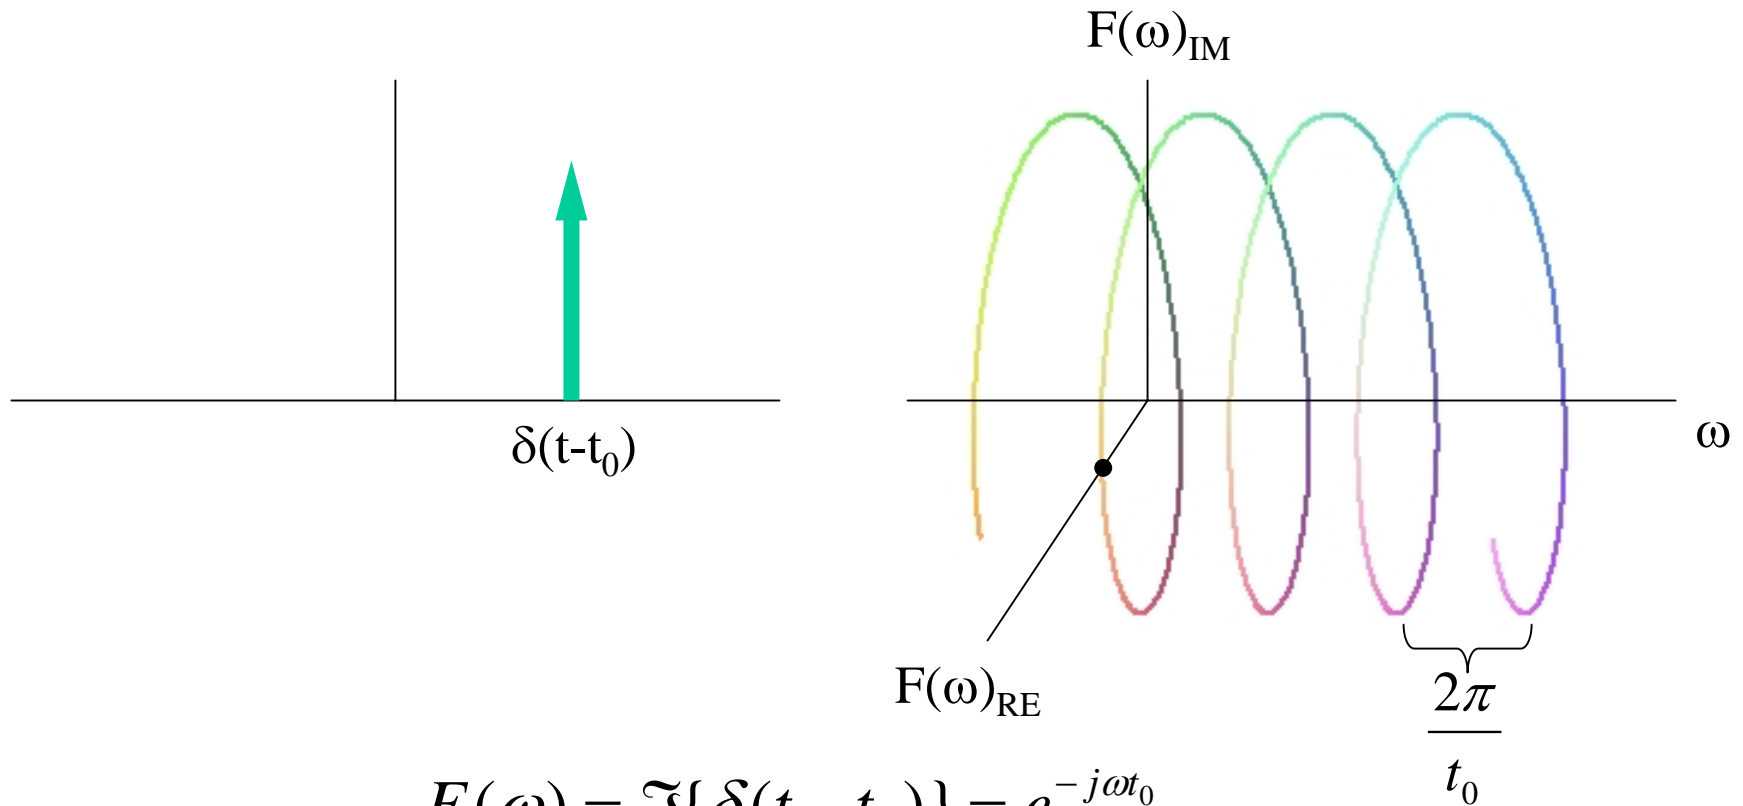 F(ω)IM
δ(t-t0)
ω
F(ω)RE
2π
t0
F(ω) = ℑ{δ(t - t0)} = e^-jωt0